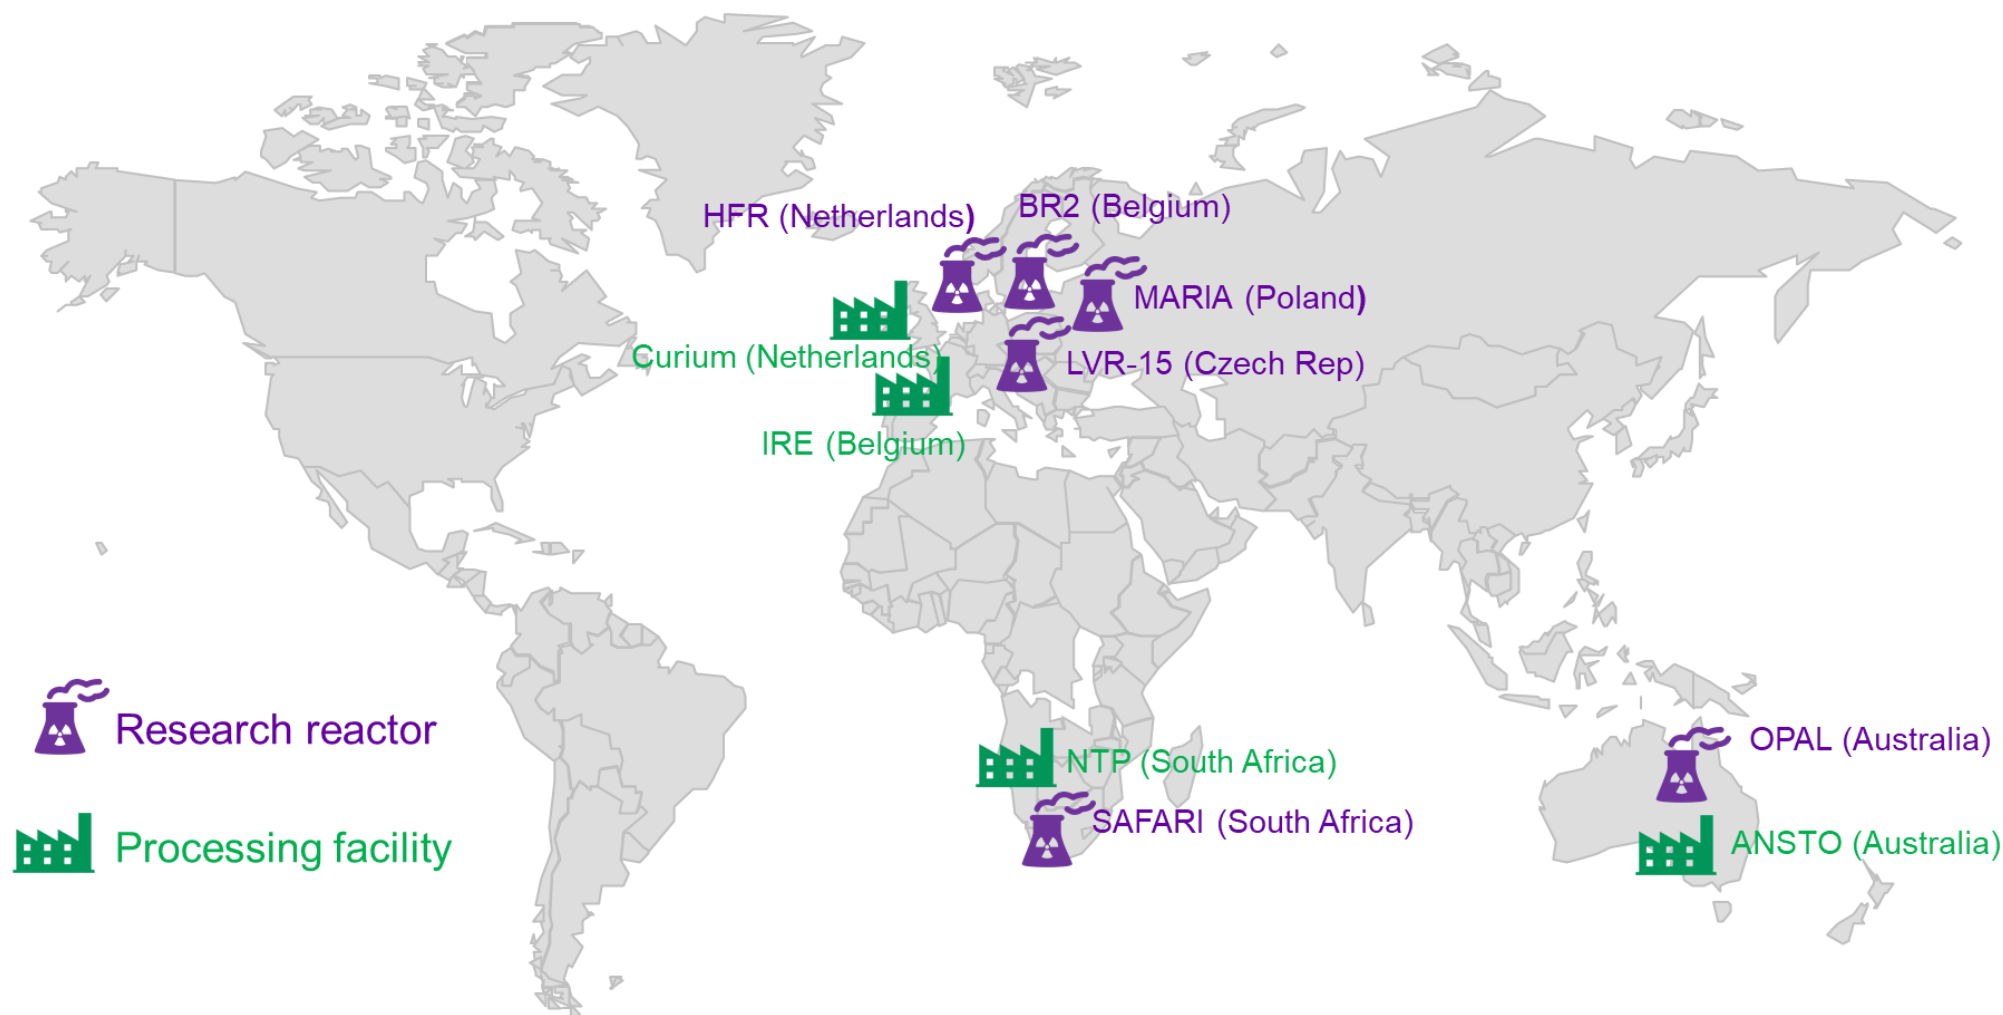 HFR (Netherlands)
BR2 (Belgium)
MARIA (Poland)
Curium (Netherlands)
LVR-15 (Czech Rep)
IRE (Belgium)
Research reactor
Processing facility
NTP (South Africa)
SAFARI (South Africa)
OPAL (Australia)
ANSTO (Australia)